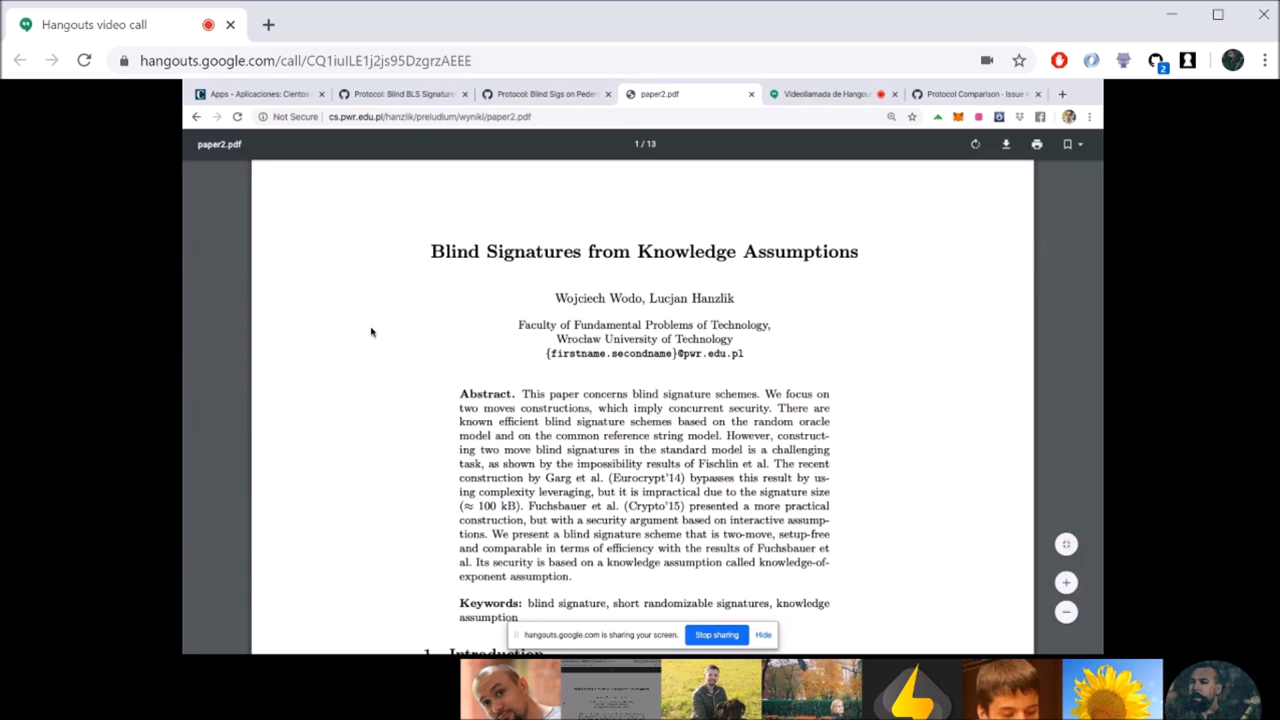 Hangouts video call
hangouts.google.com/call/CQ1iuILE1j2js95DzgrzAEEE
2
Apps - Aplicaciones: Cientos
Protocol: Blind BLS Signature
Protocol: Blind Sigs on Peder
paper2.pdf
Videollamada de Hangou
Protocol Comparison · Issue
Not Secure
cs.pwr.edu.pl/hanzlik/preludium/wyniki/paper2.pdf
paper2.pdf
1 / 13
Blind Signatures from Knowledge Assumptions
Wojciech Wodo, Lucjan Hanzlik
Faculty of Fundamental Problems of Technology,
Wrocław University of Technology
{firstname.secondname}@pwr.edu.pl
Abstract. This paper concerns blind signature schemes. We focus on
two moves constructions, which imply concurrent security. There are
known efficient blind signature schemes based on the random oracle
model and on the common reference string model. However, construct-
ing two move blind signatures in the standard model is a challenging
task, as shown by the impossibility results of Fischlin et al. The recent
construction by Garg et al. (Eurocrypt'14) bypasses this result by us-
ing complexity leveraging, but it is impractical due to the signature size
(≈ 100 kB). Fuchsbauer et al. (Crypto'15) presented a more practical
construction, but with a security argument based on interactive assump-
tions. We present a blind signature scheme that is two-move, setup-free
and comparable in terms of efficiency with the results of Fuchsbauer et
al. Its security is based on a knowledge assumption called knowledge-of-
exponent assumption.
Keywords: blind signature, short randomizable signatures, knowledge
assumption
hangouts.google.com is sharing your screen.
Stop sharing
Hide
1 Introduction